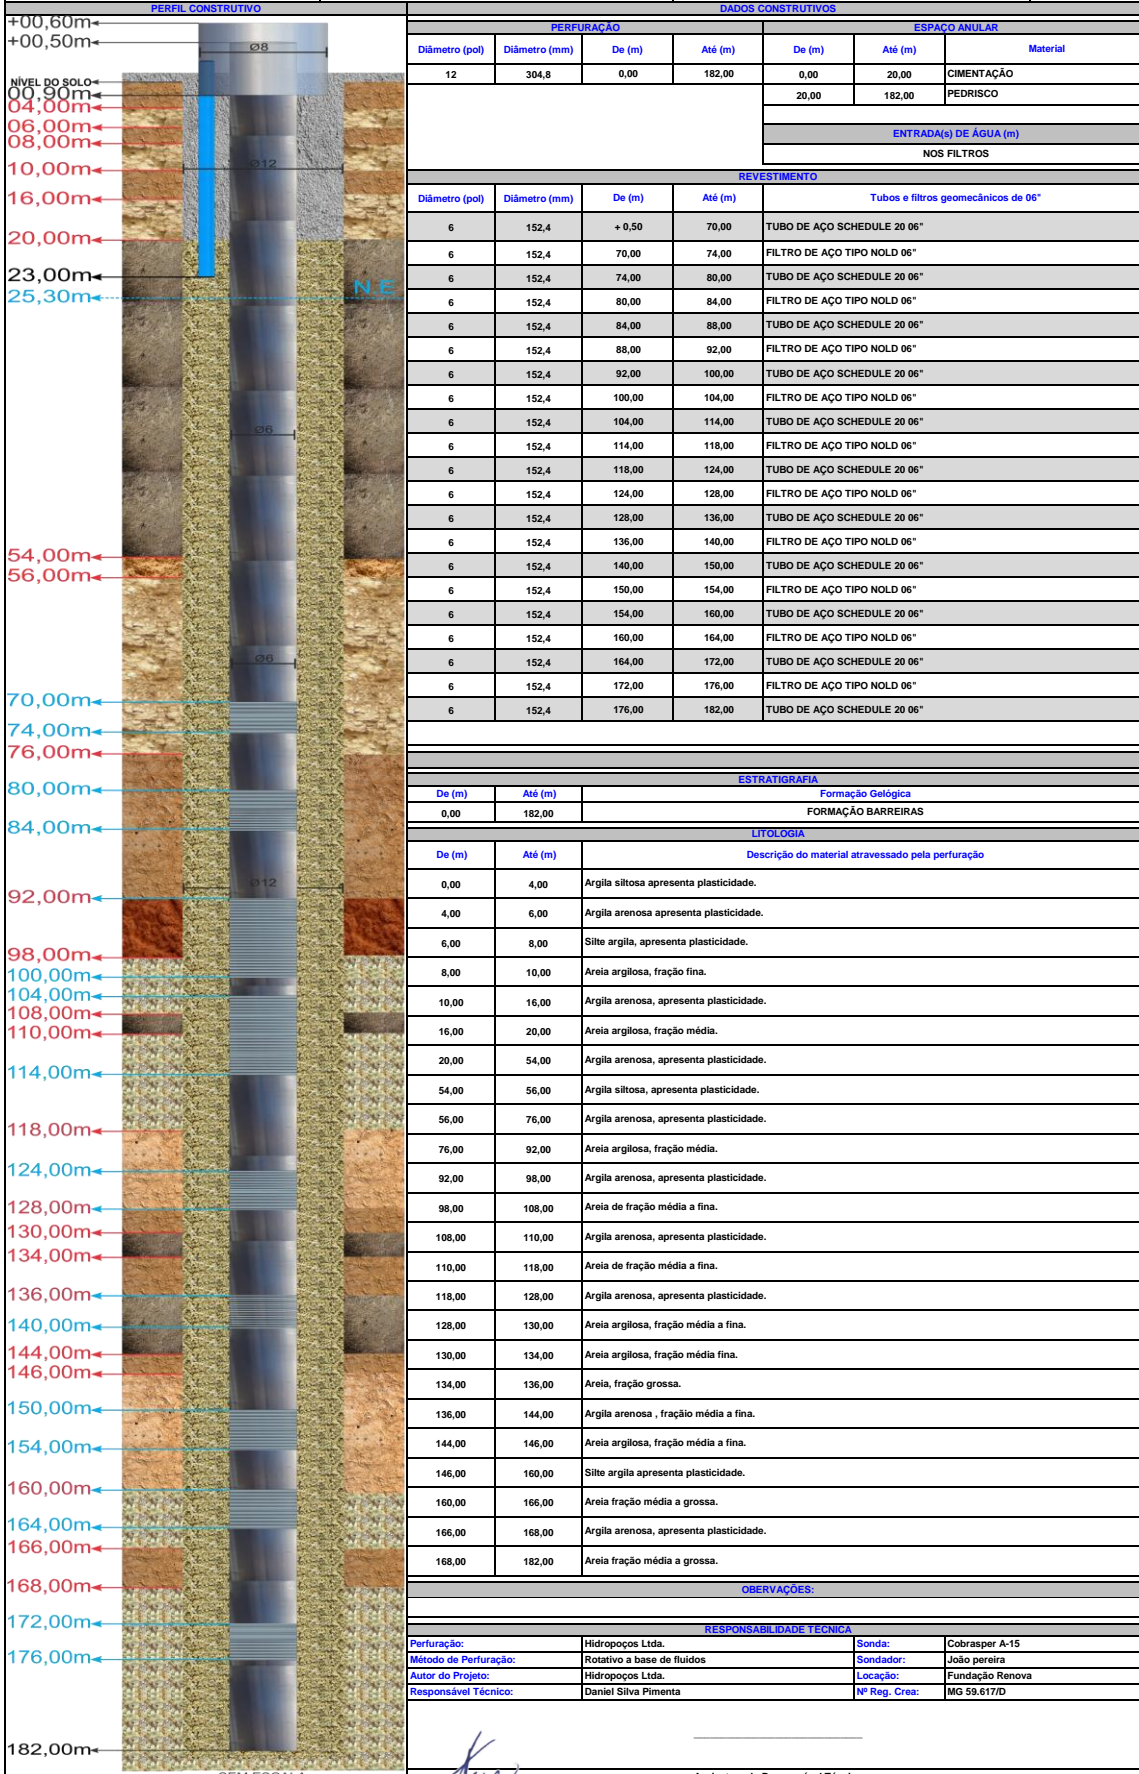 PERFIL CONSTRUTIVO
+00,60m
+00,50m
Ø8
NÍVEL DO SOLO
00,90m
04,00m
06,00m
08,00m
10,00m
Ø12
16,00m
20,00m
23,00m
25,30m
N.E
Ø6
54,00m
56,00m
Ø6
70,00m
74,00m
76,00m
80,00m
84,00m
Ø12
92,00m
98,00m
100,00m
104,00m
108,00m
110,00m
114,00m
118,00m
124,00m
128,00m
130,00m
134,00m
136,00m
140,00m
144,00m
146,00m
150,00m
154,00m
160,00m
164,00m
166,00m
168,00m
172,00m
176,00m
182,00m
DADOS CONSTRUTIVOS
PERFURAÇÃO ESPAÇO ANULAR
Diâmetro (pol) Diâmetro (mm) De (m) Até (m) De (m) Até (m) Material
12 304,8 0,00 182,00 0,00 20,00 CIMENTAÇÃO
20,00 182,00 PEDRISCO
ENTRADA(s) DE ÁGUA (m)
NOS FILTROS
REVESTIMENTO
Diâmetro (pol) Diâmetro (mm) De (m) Até (m) Tubos e filtros geomecânicos de 06"
6 152,4 + 0,50 70,00 TUBO DE AÇO SCHEDULE 20 06"
6 152,4 70,00 74,00 FILTRO DE AÇO TIPO NOLD 06"
6 152,4 74,00 80,00 TUBO DE AÇO SCHEDULE 20 06"
6 152,4 80,00 84,00 FILTRO DE AÇO TIPO NOLD 06"
6 152,4 84,00 88,00 TUBO DE AÇO SCHEDULE 20 06"
6 152,4 88,00 92,00 FILTRO DE AÇO TIPO NOLD 06"
6 152,4 92,00 100,00 TUBO DE AÇO SCHEDULE 20 06"
6 152,4 100,00 104,00 FILTRO DE AÇO TIPO NOLD 06"
6 152,4 104,00 114,00 TUBO DE AÇO SCHEDULE 20 06"
6 152,4 114,00 118,00 FILTRO DE AÇO TIPO NOLD 06"
6 152,4 118,00 124,00 TUBO DE AÇO SCHEDULE 20 06"
6 152,4 124,00 128,00 FILTRO DE AÇO TIPO NOLD 06"
6 152,4 128,00 136,00 TUBO DE AÇO SCHEDULE 20 06"
6 152,4 136,00 140,00 FILTRO DE AÇO TIPO NOLD 06"
6 152,4 140,00 150,00 TUBO DE AÇO SCHEDULE 20 06"
6 152,4 150,00 154,00 FILTRO DE AÇO TIPO NOLD 06"
6 152,4 154,00 160,00 TUBO DE AÇO SCHEDULE 20 06"
6 152,4 160,00 164,00 FILTRO DE AÇO TIPO NOLD 06"
6 152,4 164,00 172,00 TUBO DE AÇO SCHEDULE 20 06"
6 152,4 172,00 176,00 FILTRO DE AÇO TIPO NOLD 06"
6 152,4 176,00 182,00 TUBO DE AÇO SCHEDULE 20 06"
ESTRATIGRAFIA
De (m) Até (m) Formação Gelógica
0,00 182,00 FORMAÇÃO BARREIRAS
LITOLOGIA
De (m) Até (m) Descrição do material atravessado pela perfuração
0,00 4,00 Argila siltosa apresenta plasticidade.
4,00 6,00 Argila arenosa apresenta plasticidade.
6,00 8,00 Silte argila, apresenta plasticidade.
8,00 10,00 Areia argilosa, fração fina.
10,00 16,00 Argila arenosa, apresenta plasticidade.
16,00 20,00 Areia argilosa, fração média.
20,00 54,00 Argila arenosa, apresenta plasticidade.
54,00 56,00 Argila siltosa, apresenta plasticidade.
56,00 76,00 Argila arenosa, apresenta plasticidade.
76,00 92,00 Areia argilosa, fração média.
92,00 98,00 Argila arenosa, apresenta plasticidade.
98,00 108,00 Areia de fração média a fina.
108,00 110,00 Argila arenosa, apresenta plasticidade.
110,00 118,00 Areia de fração média a fina.
118,00 128,00 Argila arenosa, apresenta plasticidade.
128,00 130,00 Areia argilosa, fração média a fina.
130,00 134,00 Areia argilosa, fração média fina.
134,00 136,00 Areia, fração grossa.
136,00 144,00 Argila arenosa , fraçãio média a fina.
144,00 146,00 Areia argilosa, fração média a fina.
146,00 160,00 Silte argila apresenta plasticidade.
160,00 166,00 Areia fração média a grossa.
166,00 168,00 Argila arenosa, apresenta plasticidade.
168,00 182,00 Areia fração média a grossa.
OBERVAÇÕES:
RESPONSABILIDADE TECNICA
Perfuração: Hidropoços Ltda. Sonda: Cobrasper A-15
Método de Perfuração: Rotativo a base de fluidos Sondador: João pereira
Autor do Projeto: Hidropoços Ltda. Locação: Fundação Renova
Responsável Técnico: Daniel Silva Pimenta Nº Reg. Crea: MG 59.617/D